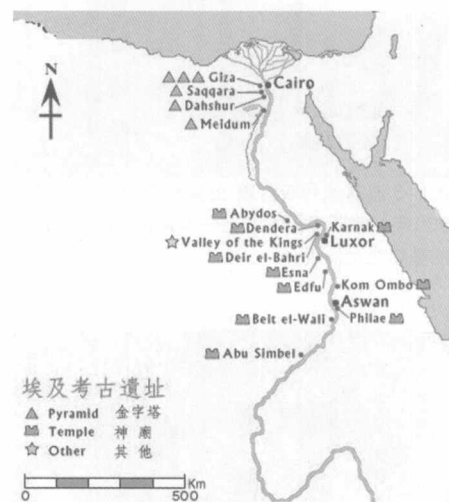 N
Giza
Cairo
Saqqara
Dahshur
Meidum
Abydos
Dendera
Karnak
Valley of the Kings
Luxor
Deir el-Bahri
Esna
Edfu
Kom Ombo
Aswan
Beit el-Wali
Philae
Abu Simbel
埃及考古遺址
Pyramid 金字塔
Temple 神廟
Other 其他
Km
0 500